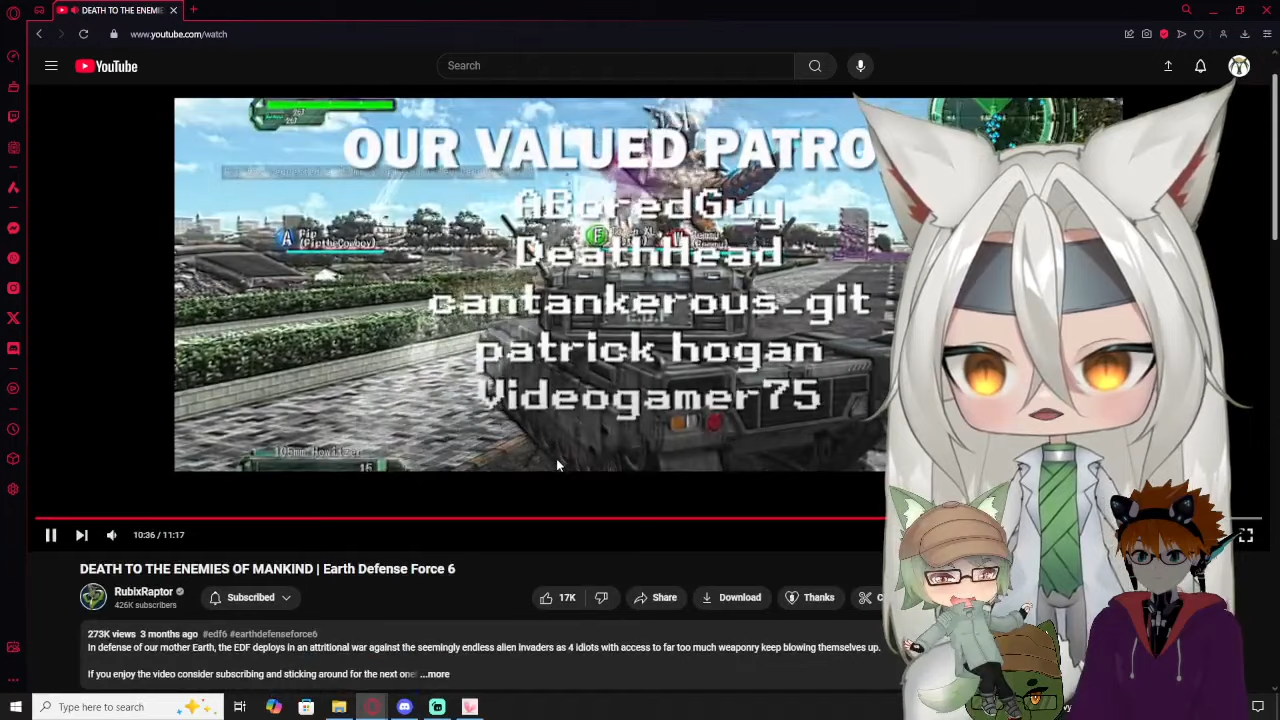 DEATH TO THE ENEMIE
www.youtube.com/watch
YouTube
Search
267
267
OUR VALUED PATRO
ABoredGuy
Deathhead
cantankerous_git
patrick hogan
Videogamer75
A Pip
(PipthyCowboy)
105mm Howitzer
16
10:36 / 11:17
DEATH TO THE ENEMIES OF MANKIND | Earth Defense Force 6
RubixRaptor
426K subscribers
Subscribed
17K
Share
Download
Thanks
273K views 3 months ago #edf6 #earthdefenseforce6
In defense of our mother Earth, the EDF deploys in an attritional war against the seemingly endless alien invaders as 4 idiots with access to far too much weaponry keep blowing themselves up.
If you enjoy the video consider subscribing and sticking around for the next one! ...more
Type here to search